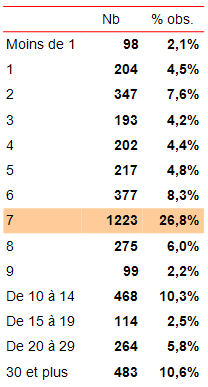 Nb % obs.
Moins de 1 98 2,1%
1 204 4,5%
2 347 7,6%
3 193 4,2%
4 202 4,4%
5 217 4,8%
6 377 8,3%
7 1223 26,8%
8 275 6,0%
9 99 2,2%
De 10 à 14 468 10,3%
De 15 à 19 114 2,5%
De 20 à 29 264 5,8%
30 et plus 483 10,6%